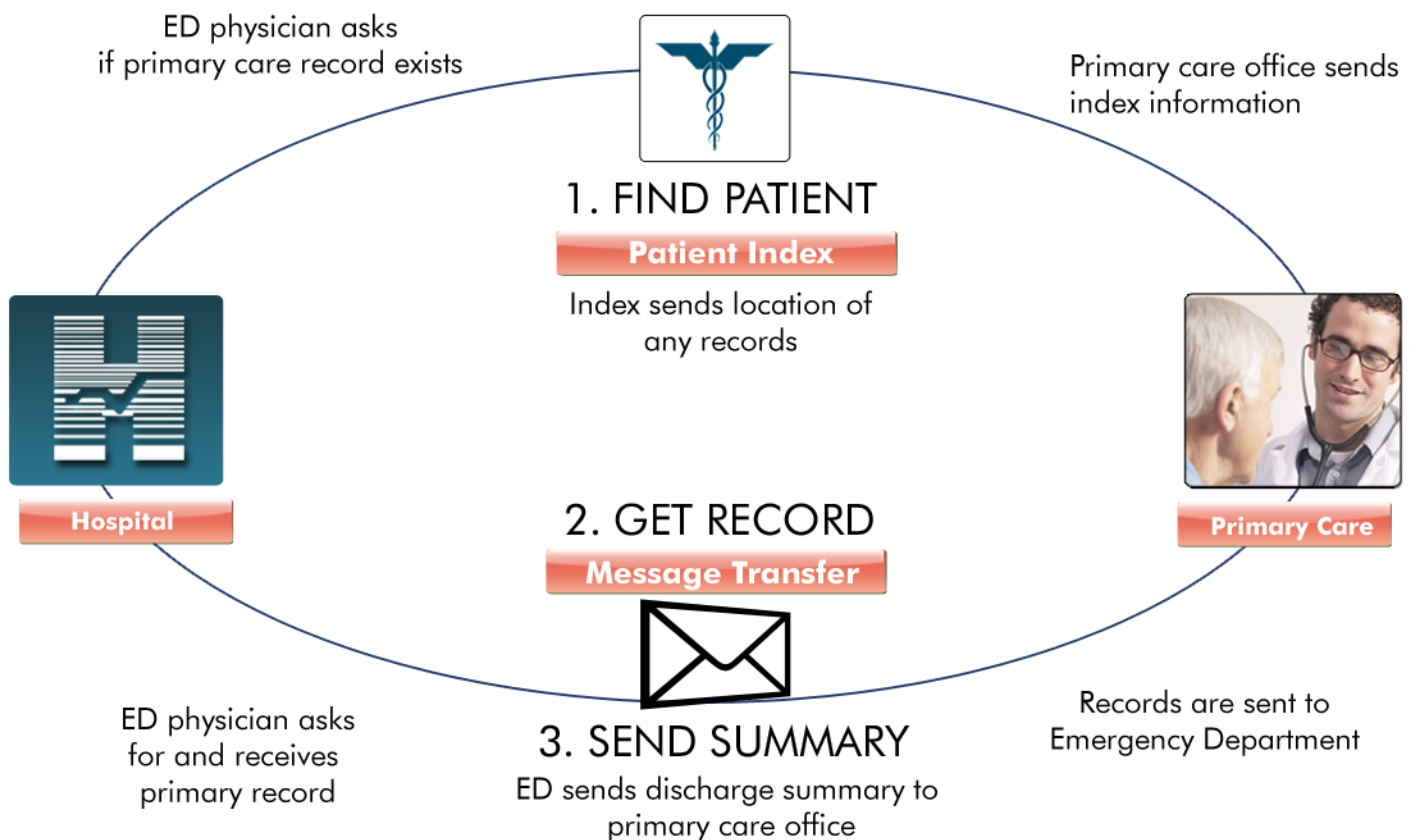 ED physician asks
if primary care record exists
Primary care office sends
index information
1. FIND PATIENT
Patient Index
Index sends location of
any records
Hospital
Primary Care
2. GET RECORD
Message Transfer
ED physician asks
for and receives
primary record
Records are sent to
Emergency Department
3. SEND SUMMARY
ED sends discharge summary to
primary care office